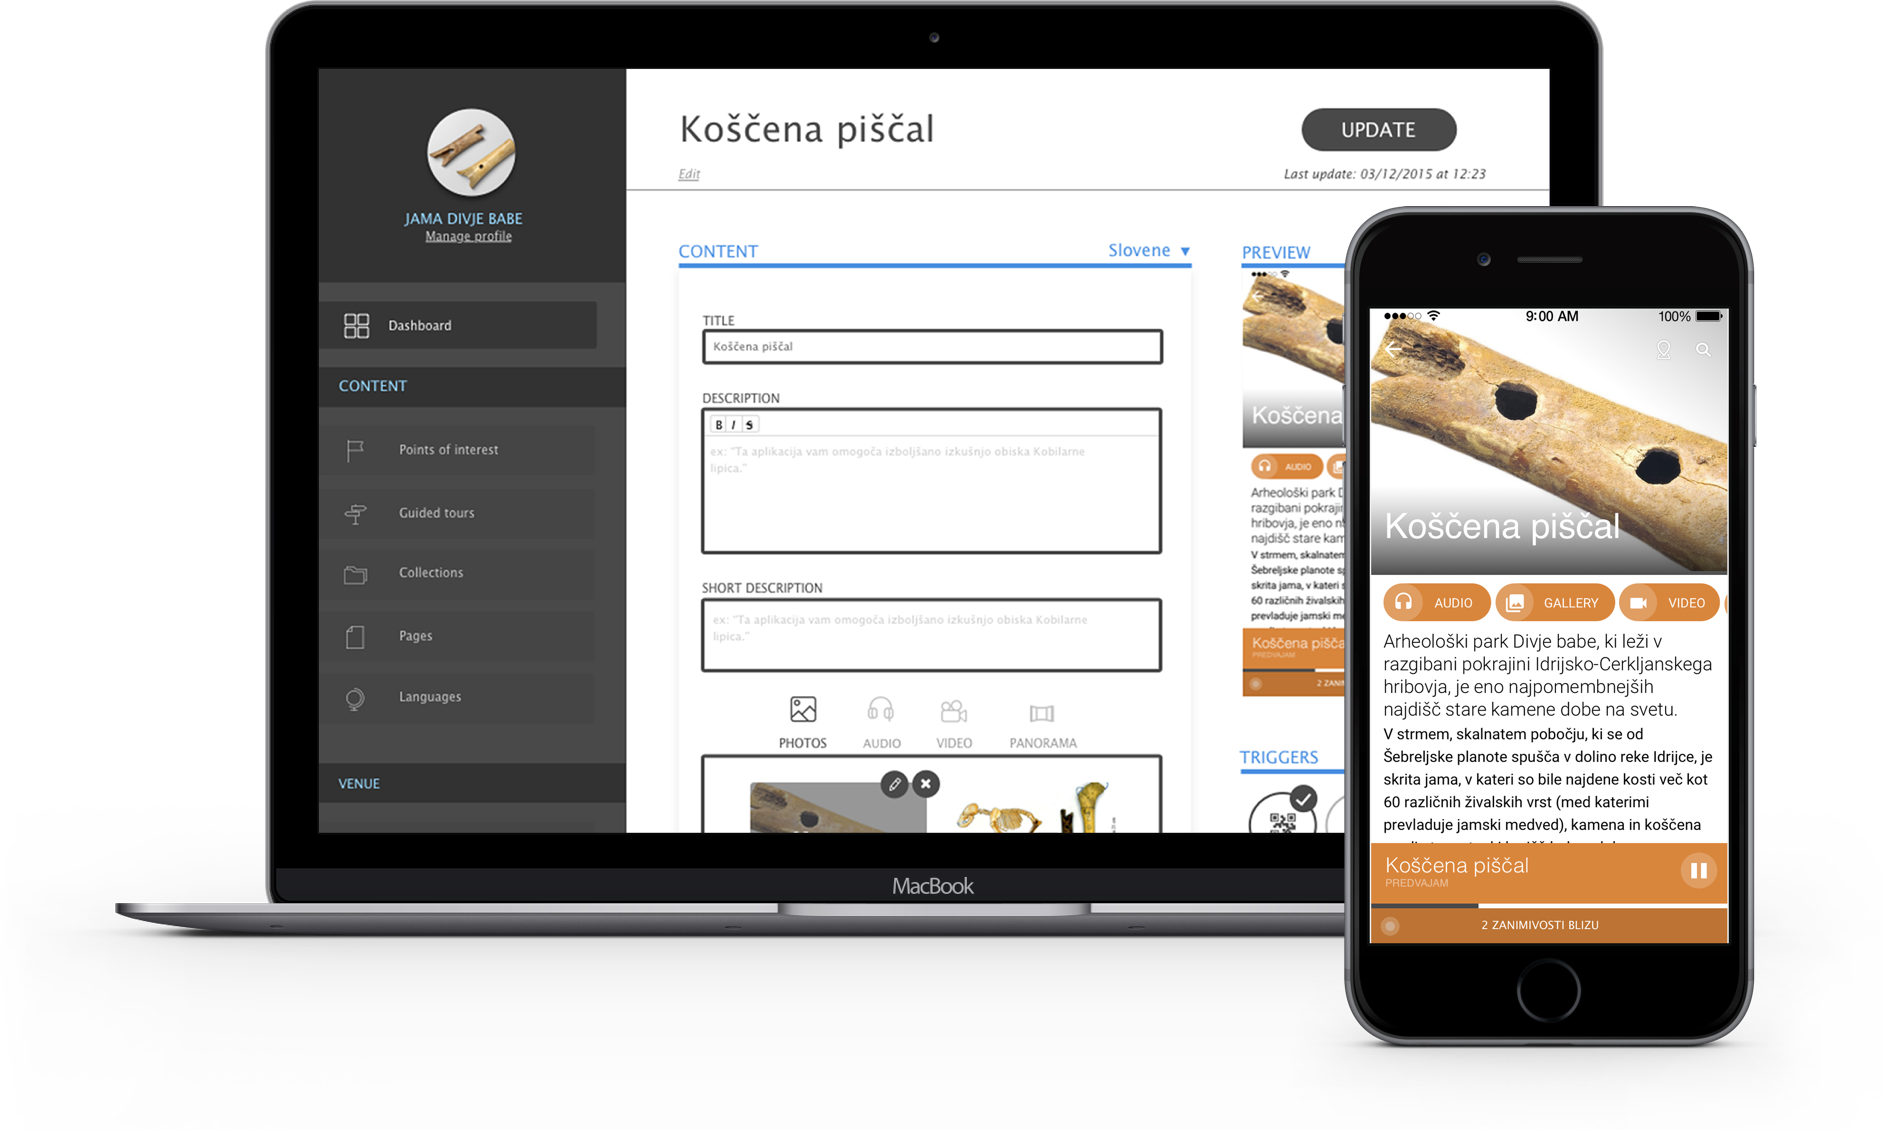 JAMA DIVJE BABE
Manage profile
Dashboard
CONTENT
Points of interest
Guided tours
Collections
Pages
Languages
VENUE
Koščena piščal
Edit
UPDATE
Last update: 03/12/2015 at 12:23
CONTENT
Slovene
TITLE
Koščena piščal
DESCRIPTION
B I S
ex: "Ta aplikacija vam omogoča izboljšano izkušnjo obiska Kobilarne
lipica."
SHORT DESCRIPTION
ex: "Ta aplikacija vam omogoča izboljšano izkušnjo obiska Kobilarne
lipica."
PHOTOS
AUDIO
VIDEO
PANORAMA
PREVIEW
Koščena
AUDIO
Arheološki park
razgibani
hribovja, je eno
najdišč stare
V strmem, skalnatem
Šebreljske planote
skrita jama, v kateri
60 različnih živalskih
prevladuje jamski
Koščena
PREDVAJAM
2
TRIGGERS
MacBook
9:00 AM
100%
Koščena piščal
AUDIO
GALLERY
VIDEO
Arheološki park Divje babe, ki leži v
razgibani pokrajini Idrijsko-Cerkljanskega
hribovja, je eno najpomembnejših
najdišč stare kamene dobe na svetu.
V strmem, skalnatem pobočju, ki se od
Šebreljske planote spušča v dolino reke Idrijce, je
skrita jama, v kateri so bile najdene kosti več kot
60 različnih živalskih vrst (med katerimi
prevladuje jamski medved), kamena in koščena
Koščena piščal
PREDVAJAM
2 ZANIMIVOSTI BLIZU